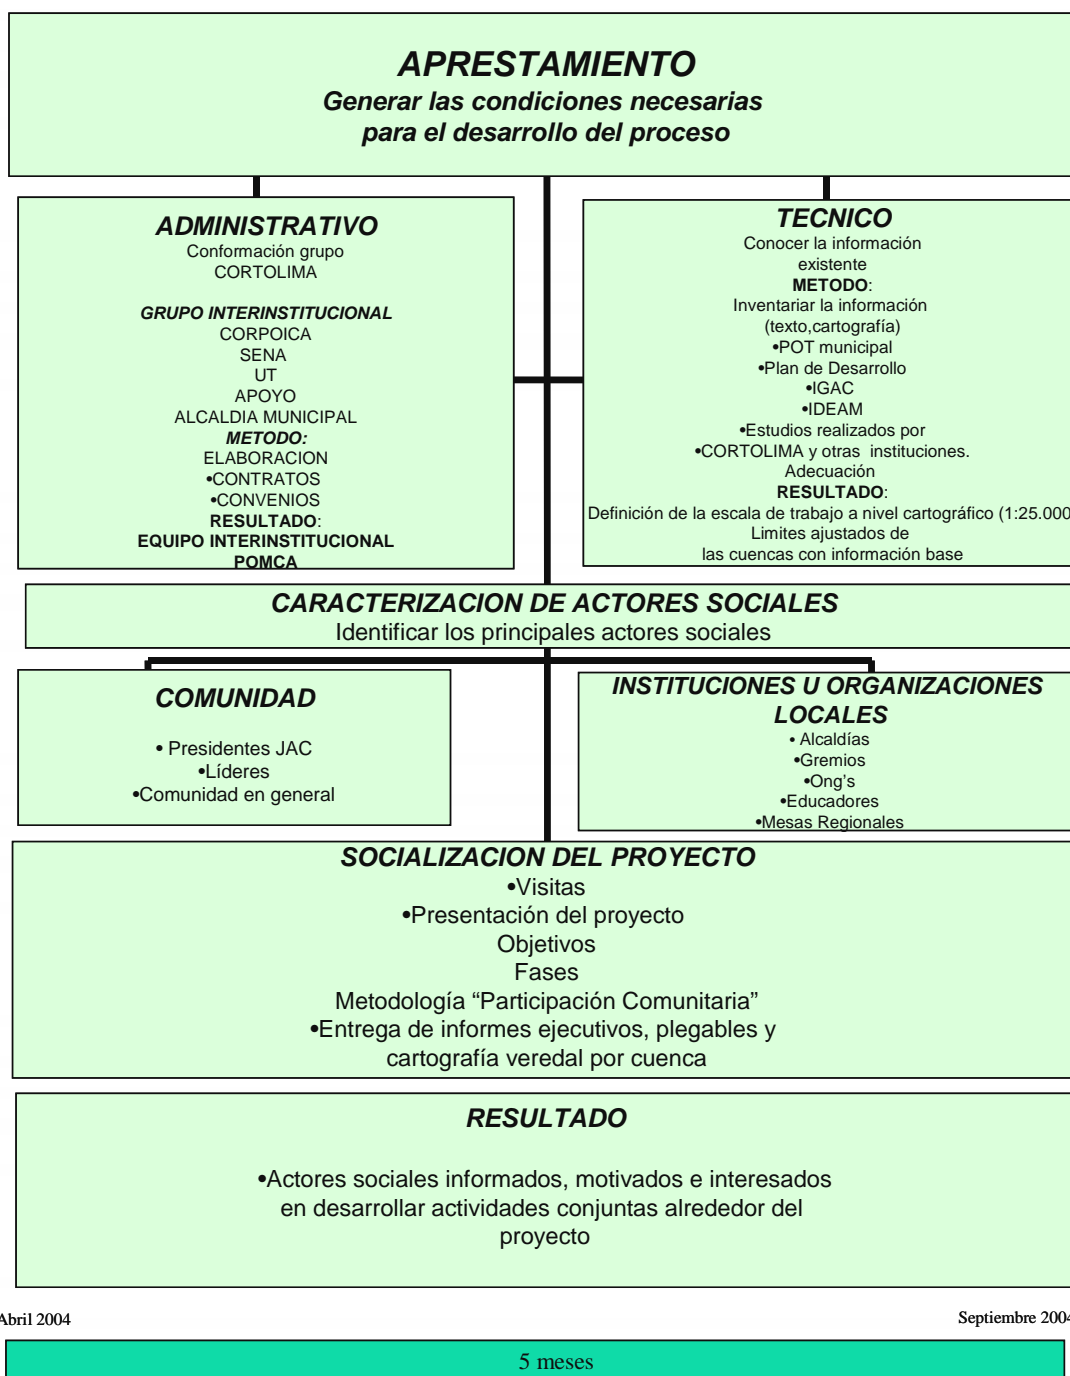 APRESTAMIENTO
Generar las condiciones necesarias
para el desarrollo del proceso
ADMINISTRATIVO
Conformación grupo
CORTOLIMA
GRUPO INTERINSTITUCIONAL
CORPOICA
SENA
UT
APOYO
ALCALDIA MUNICIPAL
METODO:
ELABORACION
•CONTRATOS
•CONVENIOS
RESULTADO:
EQUIPO INTERINSTITUCIONAL
POMCA
TECNICO
Conocer la información
existente
METODO:
Inventariar la información
(texto,cartografía)
•POT municipal
•Plan de Desarrollo
•IGAC
•IDEAM
•Estudios realizados por
•CORTOLIMA y otras instituciones.
Adecuación
RESULTADO:
Definición de la escala de trabajo a nivel cartográfico (1:25.000
Limites ajustados de
las cuencas con información base
CARACTERIZACION DE ACTORES SOCIALES
Identificar los principales actores sociales
COMUNIDAD
• Presidentes JAC
•Líderes
•Comunidad en general
INSTITUCIONES U ORGANIZACIONES
LOCALES
• Alcaldías
•Gremios
•Ong's
•Educadores
•Mesas Regionales
SOCIALIZACION DEL PROYECTO
•Visitas
•Presentación del proyecto
Objetivos
Fases
Metodología “Participación Comunitaria”
•Entrega de informes ejecutivos, plegables y
cartografía veredal por cuenca
RESULTADO
•Actores sociales informados, motivados e interesados
en desarrollar actividades conjuntas alrededor del
proyecto
Abril 2004
Septiembre 2004
5 meses